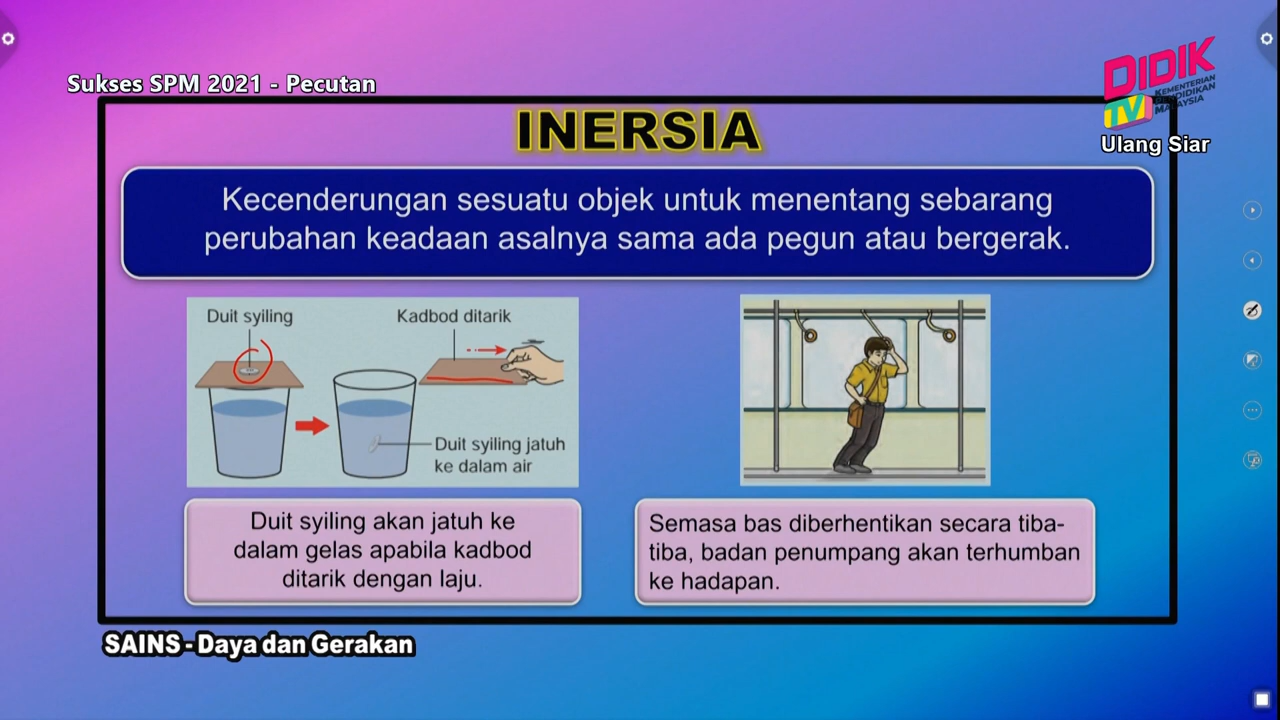 Sukses SPM 2021 - Pecutan
DIDIK
TV
KEMENTERIAN
PENDIDIKAN
MALAYSIA
Ulang Siar
INERSIA
Kecenderungan sesuatu objek untuk menentang sebarang
perubahan keadaan asalnya sama ada pegun atau bergerak.
Duit syiling
Kadbod ditarik
Duit syiling jatuh
ke dalam air
Duit syiling akan jatuh ke
dalam gelas apabila kadbod
ditarik dengan laju.
Semasa bas diberhentikan secara tiba-
tiba, badan penumpang akan terhumban
ke hadapan.
SAINS - Daya dan Gerakan